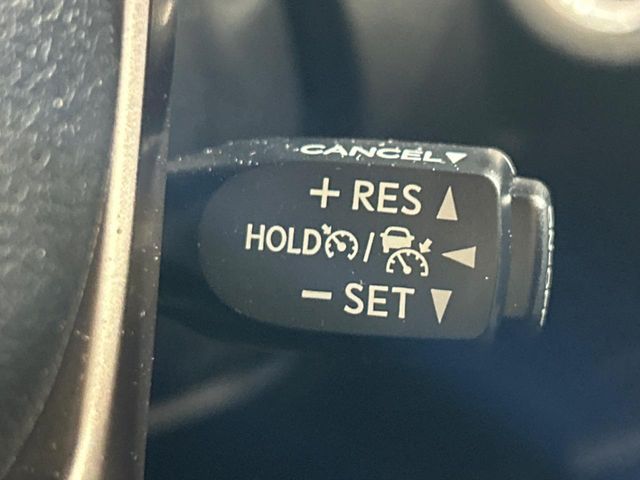 CANCEL▼
+ RES ▲
HOLD / ◄
− SET ▼